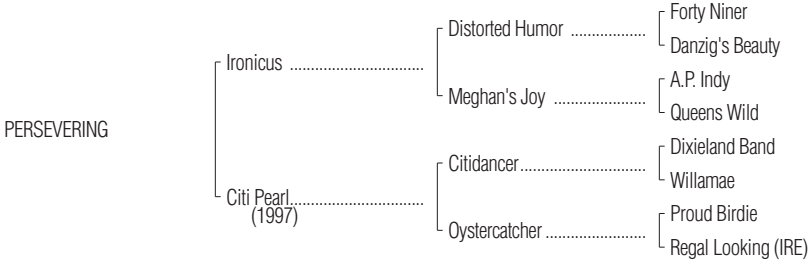 Forty Niner
Distorted Humor ..................
Danzig's Beauty
Ironicus ................................
A.P. Indy
Meghan's Joy ......................
Queens Wild
PERSEVERING
Dixieland Band
Citidancer..............................
Willamae
Citi Pearl................................
(1997)
Proud Birdie
Oystercatcher ........................
Regal Looking (IRE)